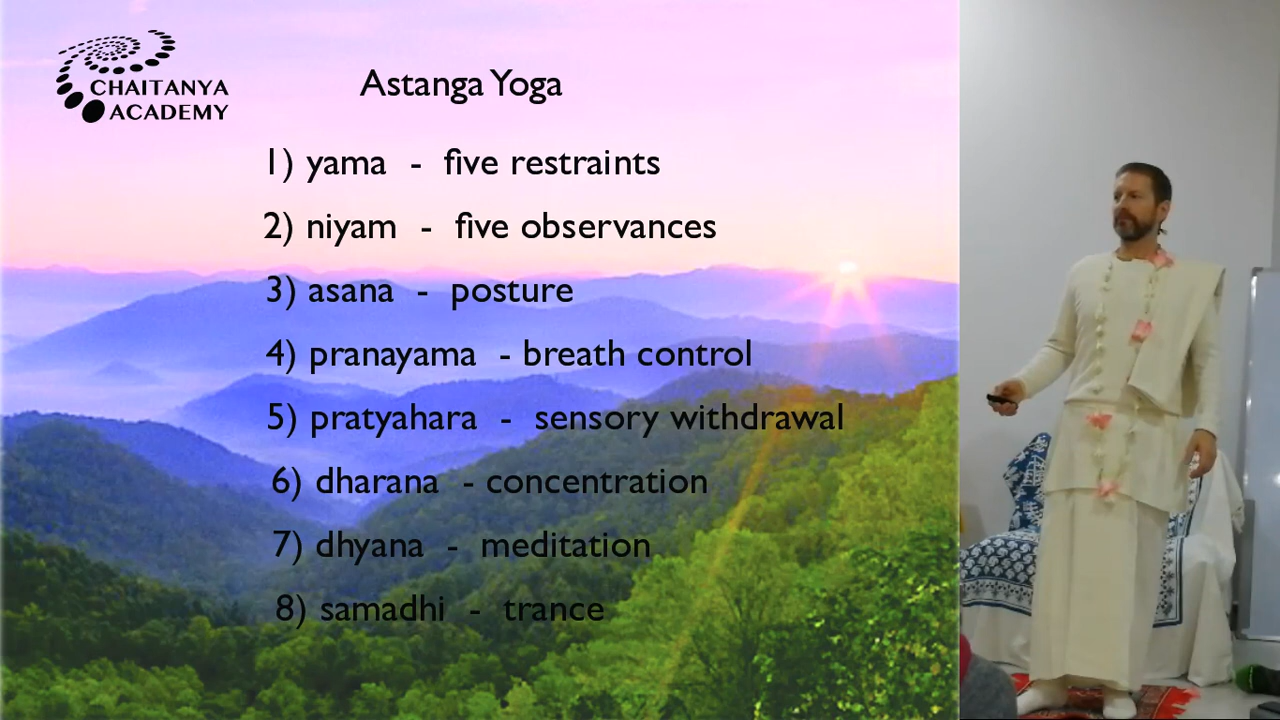 CHAITANYA
ACADEMY
Astanga Yoga
1) yama - five restraints
2) niyam - five observances
3) asana - posture
4) pranayama - breath control
5) pratyahara - sensory withdrawal
6) dharana - concentration
7) dhyana - meditation
8) samadhi - trance